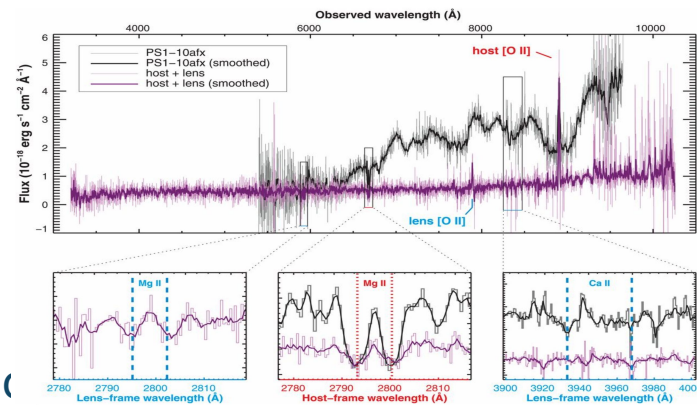 Observed wavelength (Å)
4000 6000 8000 10000
6
5
4
3
2
1
0
−1
Flux (10⁻¹⁸ erg s⁻¹ cm⁻² Å⁻¹)
PS1−10afx
PS1−10afx (smoothed)
host + lens
host + lens (smoothed)
host [O II]
lens [O II]
Mg II
2780 2790 2800 2810
Lens−frame wavelength (Å)
Mg II
2780 2790 2800 2810
Host−frame wavelength (Å)
Ca II
3900 3920 3940 3960 3980 400
Lens−frame wavelength (Å)